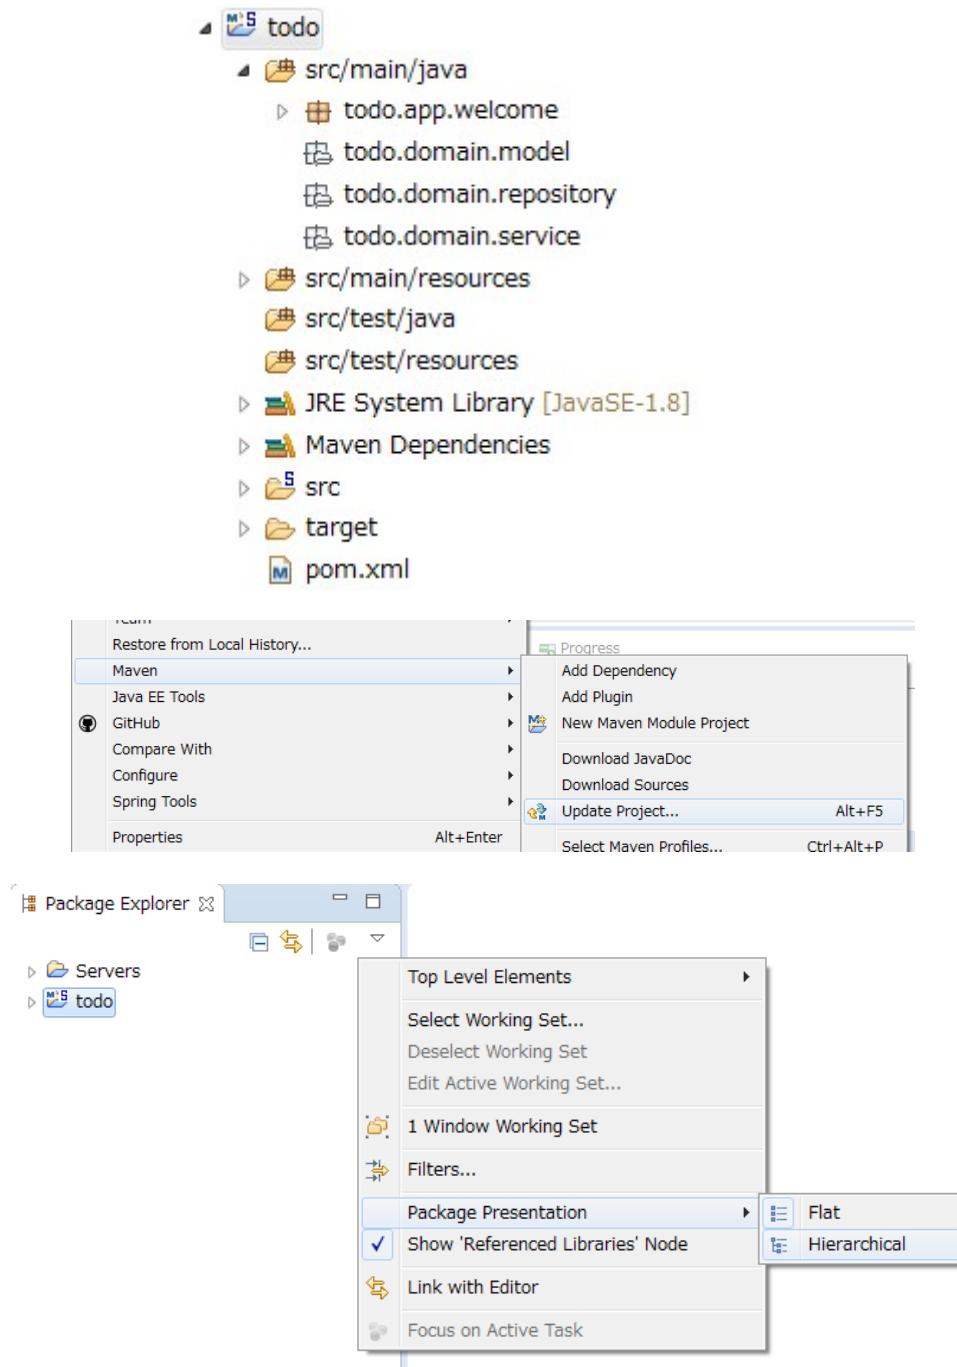 todo
src/main/java
todo.app.welcome
todo.domain.model
todo.domain.repository
todo.domain.service
src/main/resources
src/test/java
src/test/resources
JRE System Library [JavaSE-1.8]
Maven Dependencies
src
target
pom.xml
Team
Restore from Local History...
Progress
Maven
Add Dependency
Java EE Tools
Add Plugin
GitHub
New Maven Module Project
Compare With
Download JavaDoc
Configure
Download Sources
Spring Tools
Update Project... Alt+F5
Properties Alt+Enter
Select Maven Profiles... Ctrl+Alt+P
Package Explorer
Servers
todo
Top Level Elements
Select Working Set...
Deselect Working Set
Edit Active Working Set...
1 Window Working Set
Filters...
Package Presentation
Flat
Show 'Referenced Libraries' Node
Hierarchical
Link with Editor
Focus on Active Task